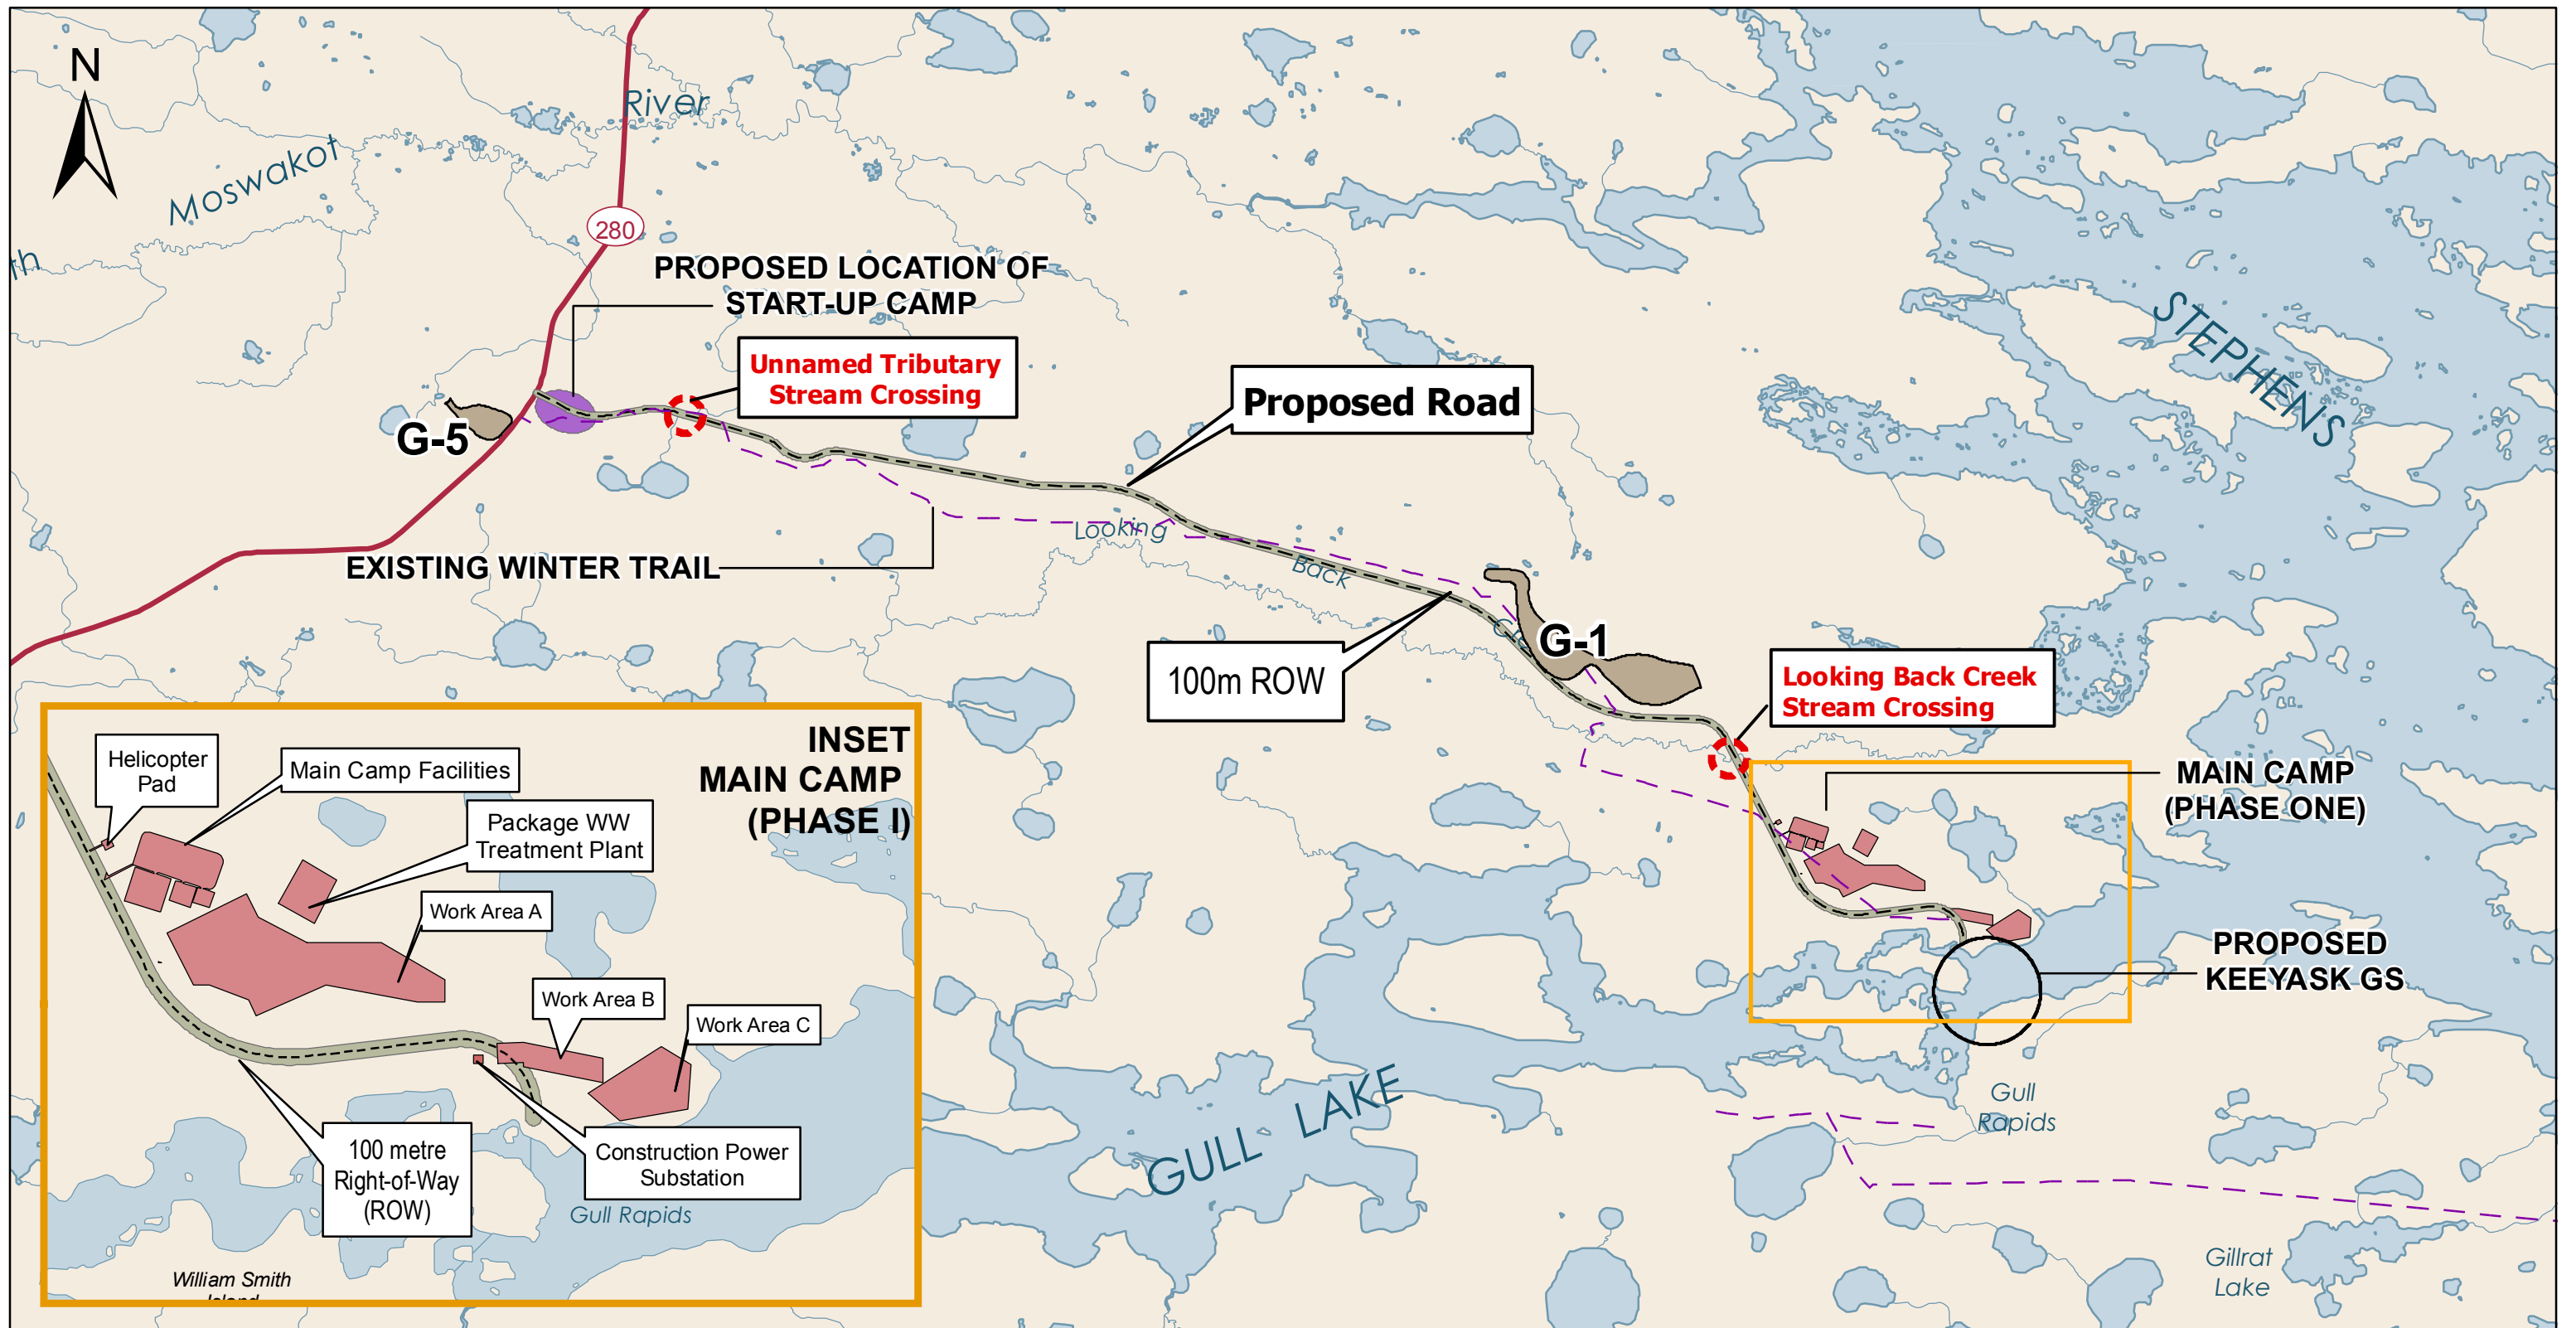 N
River
Moswakot
th
280
PROPOSED LOCATION OF
START-UP CAMP
Unnamed Tributary
Stream Crossing
Proposed Road
STEPHENS
G-5
Looking
EXISTING WINTER TRAIL
Back
100m ROW
G-1
Looking Back Creek
Stream Crossing
MAIN CAMP
(PHASE ONE)
PROPOSED
KEEYASK GS
GULL LAKE
Gull
Rapids
Gillrat
Lake
INSET
MAIN CAMP
(PHASE I)
Helicopter
Pad
Main Camp Facilities
Package WW
Treatment Plant
Work Area A
Work Area B
Work Area C
100 metre
Right-of-Way
(ROW)
Construction Power
Substation
Gull Rapids
William Smith
Island